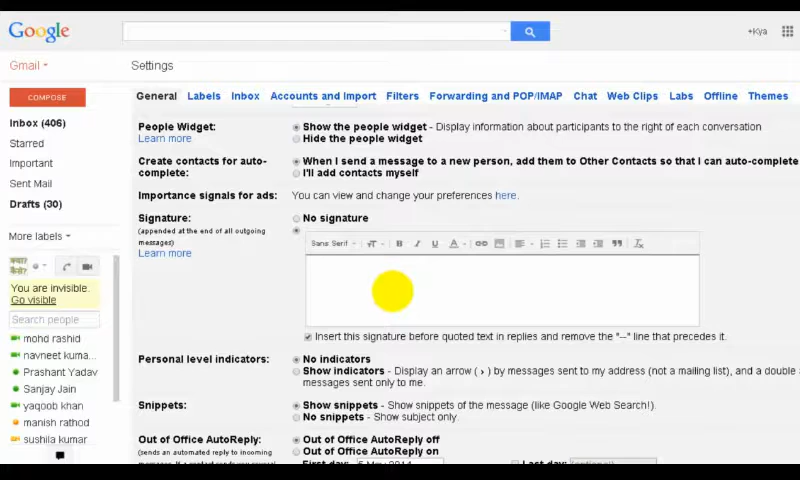 Google
+Kya
Gmail
Settings
COMPOSE
General Labels Inbox Accounts and Import Filters Forwarding and POP/IMAP Chat Web Clips Labs Offline Themes
Inbox (406)
Starred
Important
Sent Mail
Drafts (30)
More labels
क्या?
कैसे?
You are invisible.
Go visible
Search people
mohd rashid
navneet kuma...
Prashant Yadav
Sanjay Jain
yaqoob khan
manish rathod
sushila kumar
People Widget: Show the people widget - Display information about participants to the right of each conversation
Learn more Hide the people widget
Create contacts for auto- When I send a message to a new person, add them to Other Contacts so that I can auto-complete
complete: I'll add contacts myself
Importance signals for ads: You can view and change your preferences here.
Signature: No signature
(appended at the end of all outgoing
messages)
Learn more
Sans Serif
Insert this signature before quoted text in replies and remove the "--" line that precedes it.
Personal level indicators: No indicators
Show indicators - Display an arrow ( › ) by messages sent to my address (not a mailing list), and a double a
messages sent only to me.
Snippets: Show snippets - Show snippets of the message (like Google Web Search!).
No snippets - Show subject only.
Out of Office AutoReply: Out of Office AutoReply off
(sends an automated reply to incoming Out of Office AutoReply on
First day: 5 May 2014 Last day: (optional)